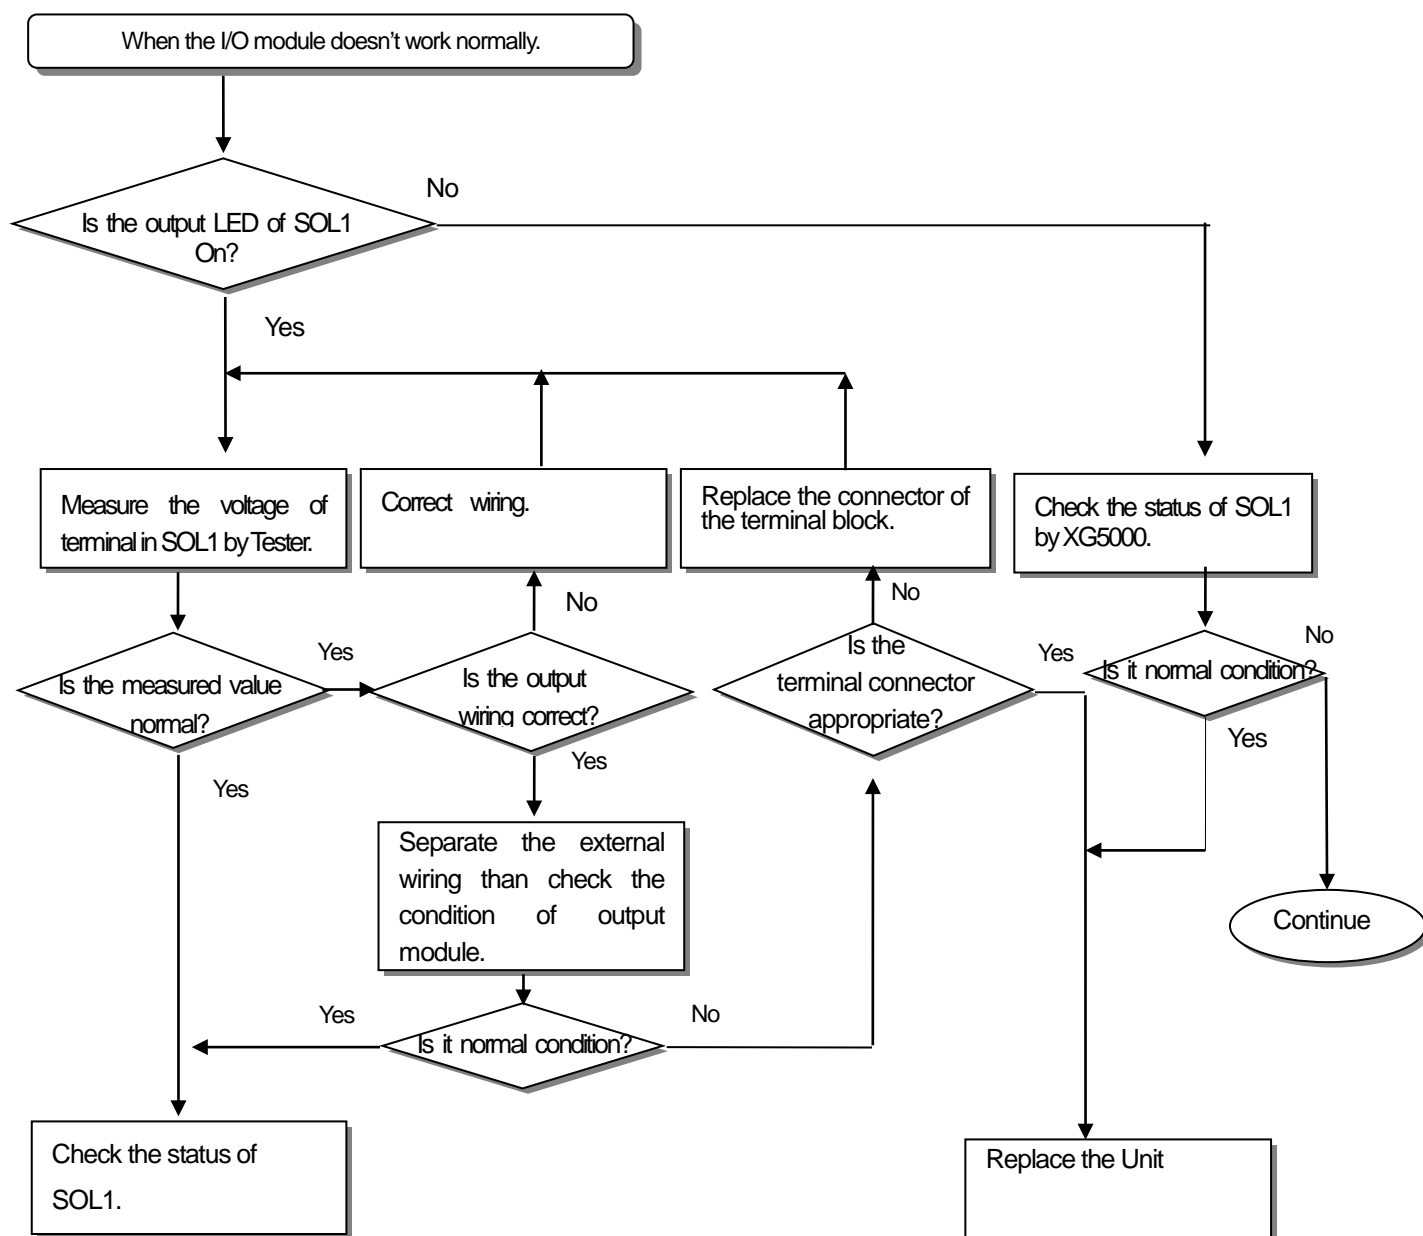 When the I/O module doesn't work normally.
No
Is the output LED of SOL1
On?
Yes
Measure the voltage of
terminal in SOL1 by Tester.
Correct wiring.
Replace the connector of
the terminal block.
Check the status of SOL1
by XG5000.
No
No
Is the measured value
normal?
Yes
Is the output
wiring correct?
Is the
terminal connector
appropriate?
Yes
Is it normal condition?
No
Yes
Yes
Yes
Separate the external
wiring than check the
condition of output
module.
Continue
Yes
Is it normal condition?
No
Check the status of
SOL1.
Replace the Unit